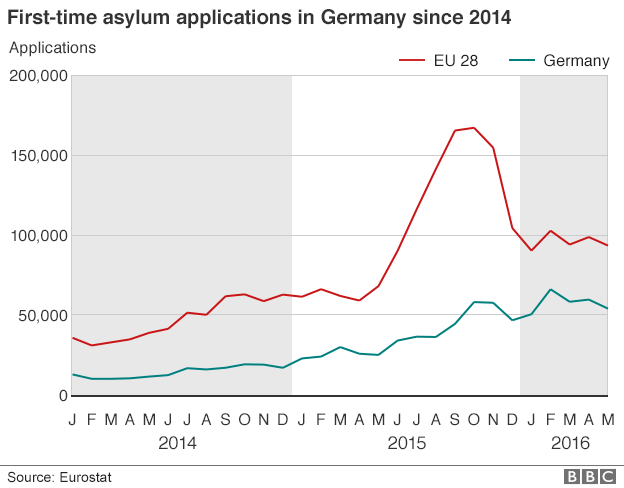 First-time asylum applications in Germany since 2014
Applications
EU 28 Germany
200,000
150,000
100,000
50,000
0
J F M A M J J A S O N D J F M A M J J A S O N D J F M A M
2014 2015 2016
Source: Eurostat BBC